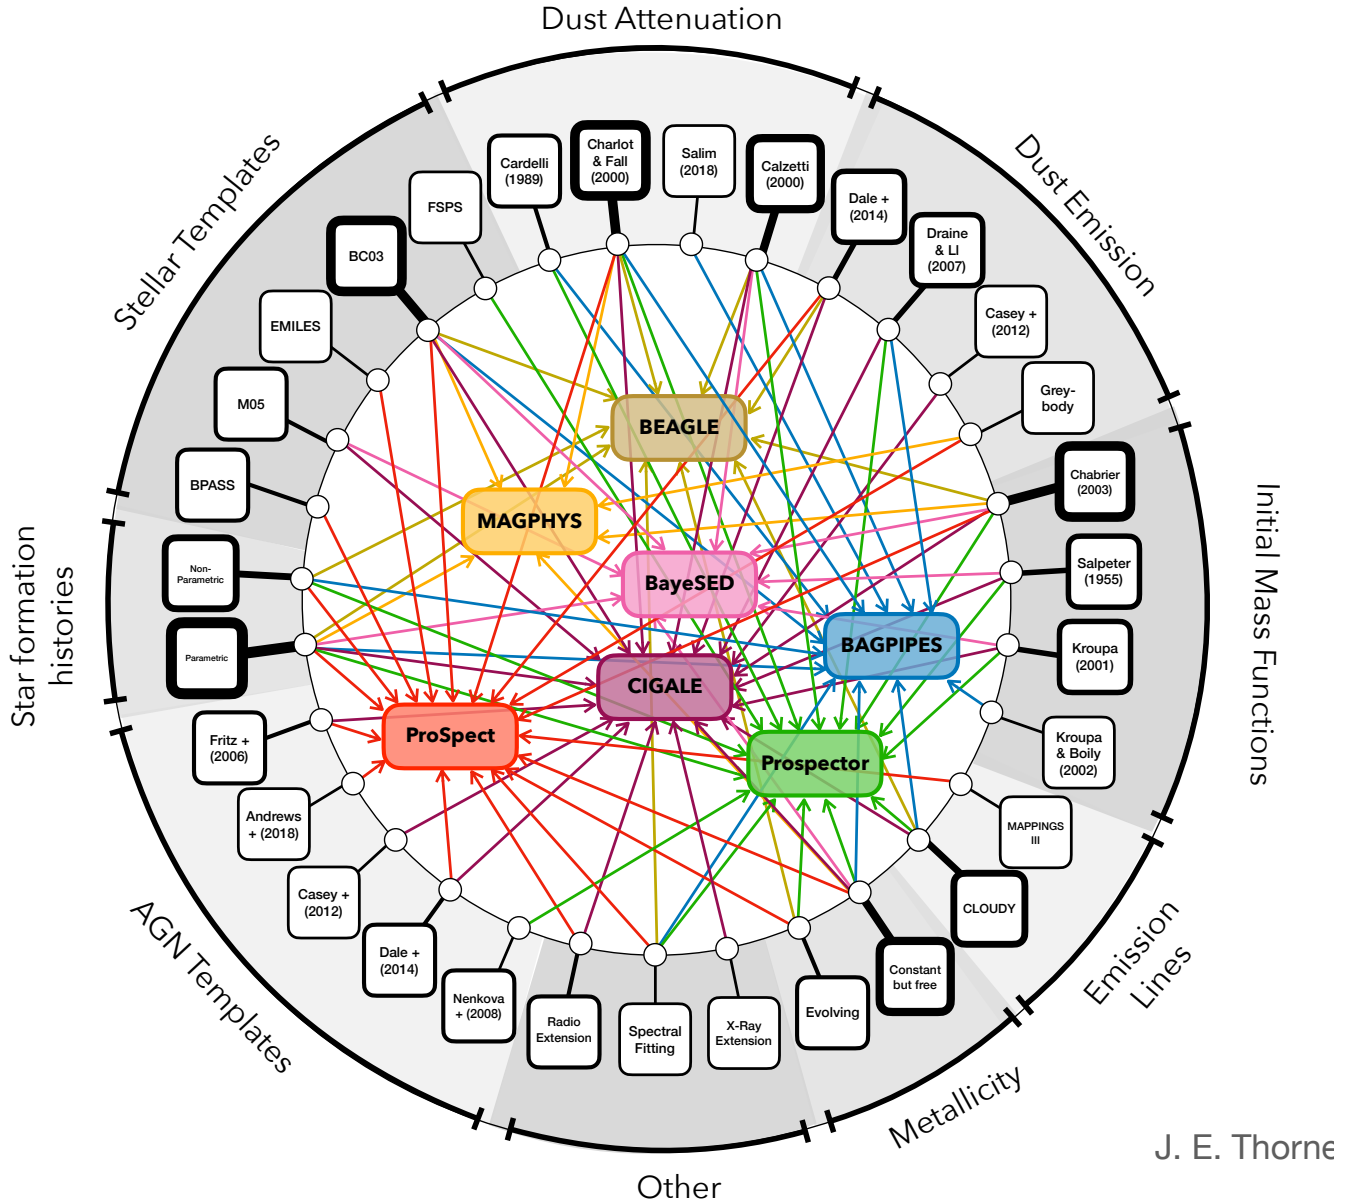 Dust Attenuation
Cardelli
(1989)
Charlot
& Fall
(2000)
Salim
(2018)
Calzetti
(2000)
Dust Emission
Dale +
(2014)
Draine
& LI
(2007)
Casey +
(2012)
Grey-
body
Initial Mass Functions
Chabrier
(2003)
Salpeter
(1955)
Kroupa
(2001)
Kroupa
& Boily
(2002)
Emission
Lines
MAPPINGS
III
CLOUDY
Metallicity
Constant
but free
Evolving
Other
X-Ray
Extension
Spectral
Fitting
Radio
Extension
AGN Templates
Nenkova
+ (2008)
Dale +
(2014)
Casey +
(2012)
Andrews
+ (2018)
Fritz +
(2006)
Star formation
histories
Parametric
Non-
Parametric
Stellar Templates
BPASS
M05
EMILES
BC03
FSPS
BEAGLE
MAGPHYS
BayeSED
BAGPIPES
CIGALE
ProSpect
Prospector
J. E. Thorne